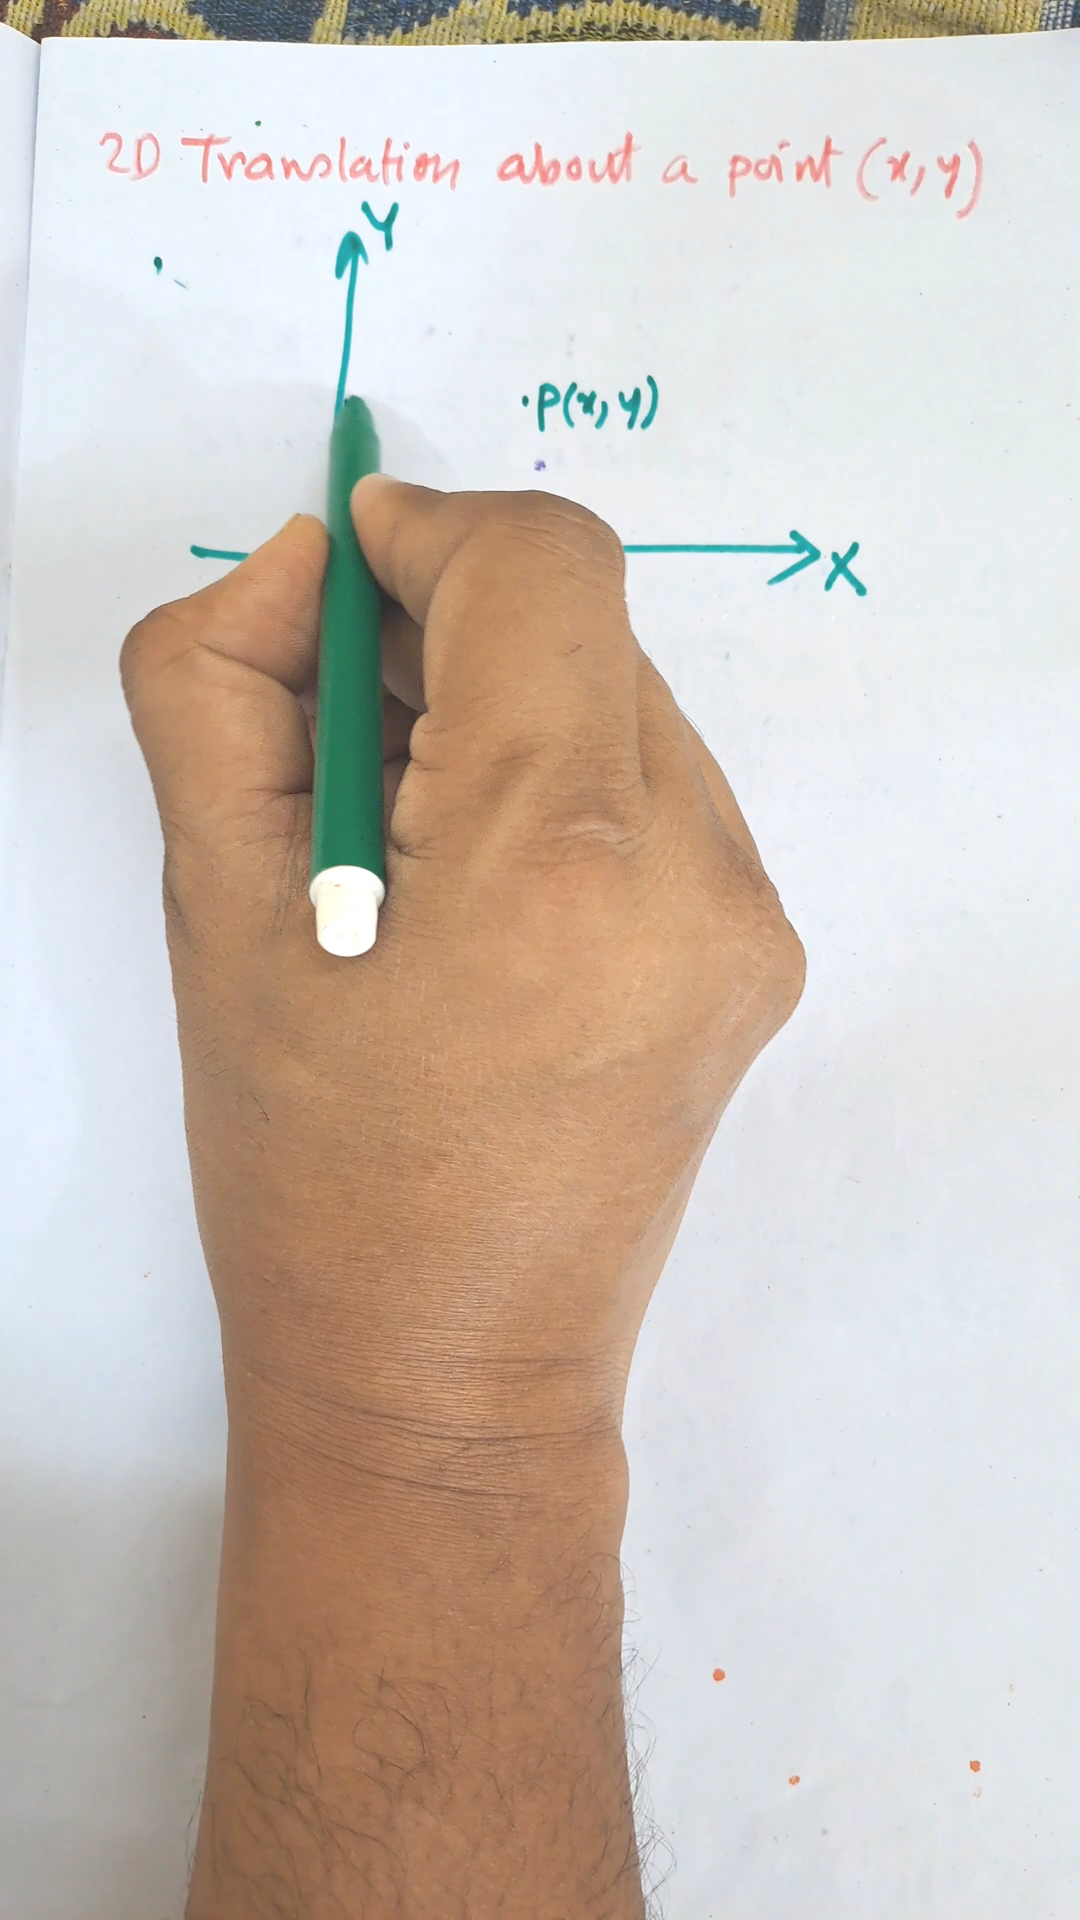 2D Translation about a point (x, y)
Y
P(x, y)
X